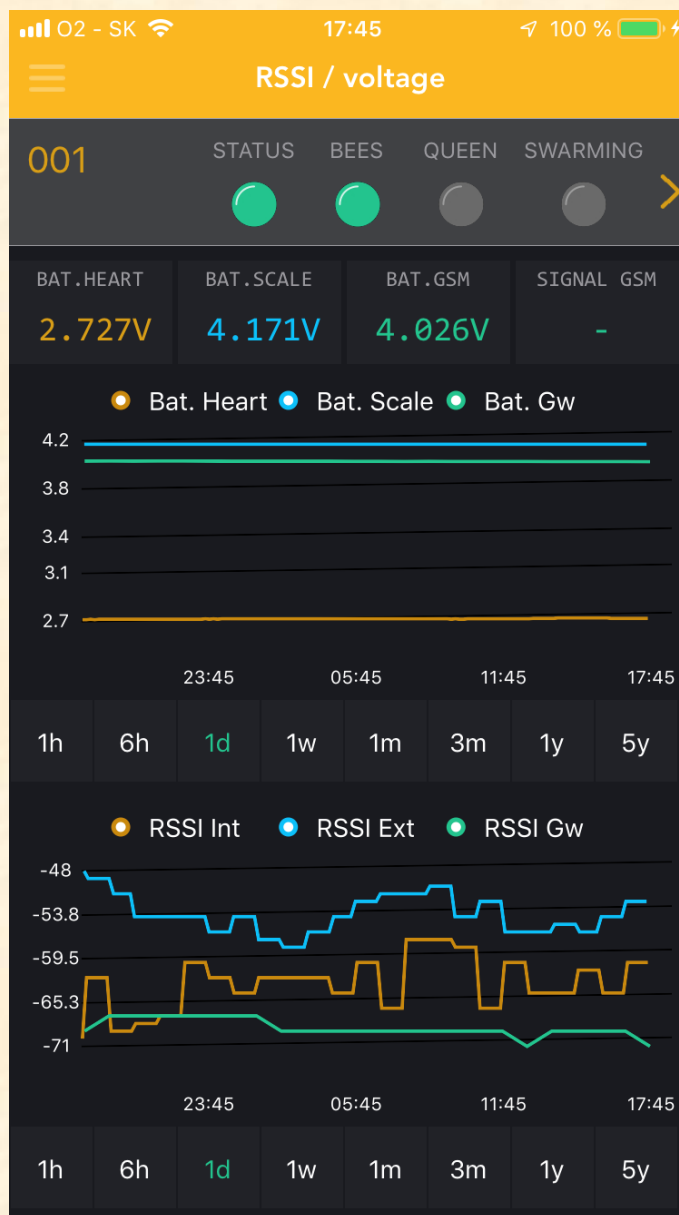 O2 - SK 17:45 100 %
RSSI / voltage
001 STATUS BEES QUEEN SWARMING
BAT.HEART BAT.SCALE BAT.GSM SIGNAL GSM
2.727V 4.171V 4.026V -
Bat. Heart Bat. Scale Bat. Gw
4.2
3.8
3.4
3.1
2.7
23:45 05:45 11:45 17:45
1h 6h 1d 1w 1m 3m 1y 5y
RSSI Int RSSI Ext RSSI Gw
-48
-53.8
-59.5
-65.3
-71
23:45 05:45 11:45 17:45
1h 6h 1d 1w 1m 3m 1y 5y